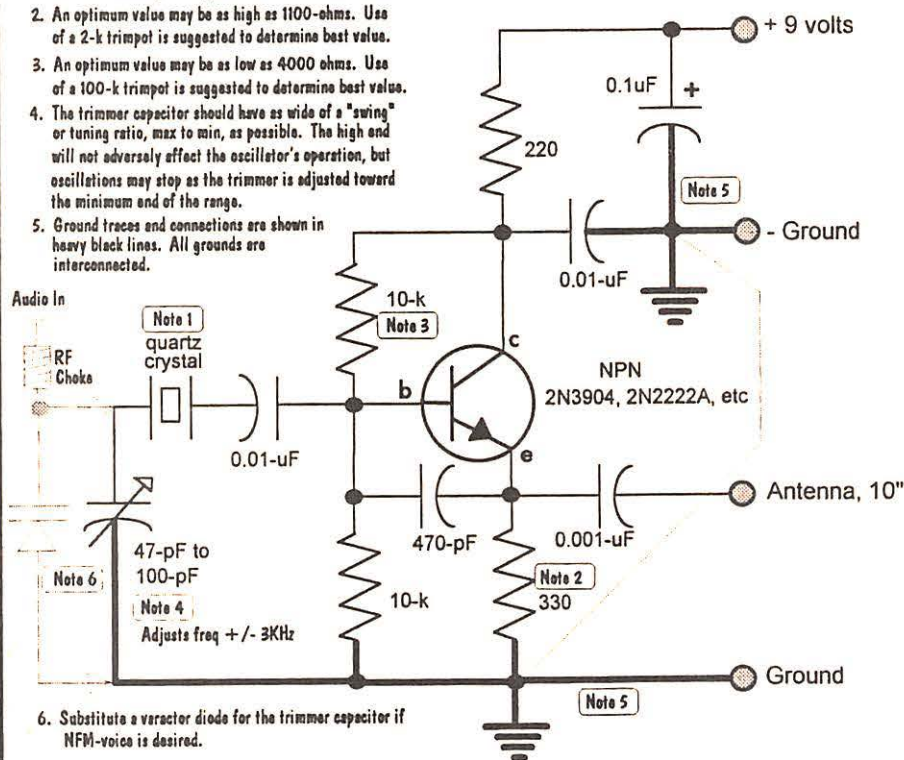 2. An optimum value may be as high as 1100-ohms. Use
of a 2-k trimpot is suggested to determine best value.
3. An optimum value may be as low as 4000 ohms. Use
of a 100-k trimpot is suggested to determine best value.
4. The trimmer capacitor should have as wide of a "swing"
or tuning ratio, max to min, as possible. The high end
will not adversely affect the oscillator's operation, but
oscillations may stop as the trimmer is adjusted toward
the minimum end of the range.
5. Ground traces and connections are shown in
heavy black lines. All grounds are
interconnected.
+ 9 volts
0.1uF
+
220
Note 5
- Ground
0.01-uF
Audio In
RF
Choke
Note 1
quartz
crystal
0.01-uF
10-k
Note 3
b
c
e
NPN
2N3904, 2N2222A, etc
Antenna, 10"
470-pF
0.001-uF
47-pF to
100-pF
Note 6
Note 4
Adjusts freq +/- 3KHz
10-k
Note 2
330
Ground
Note 5
6. Substitute a varactor diode for the trimmer capacitor if
NFM-voice is desired.